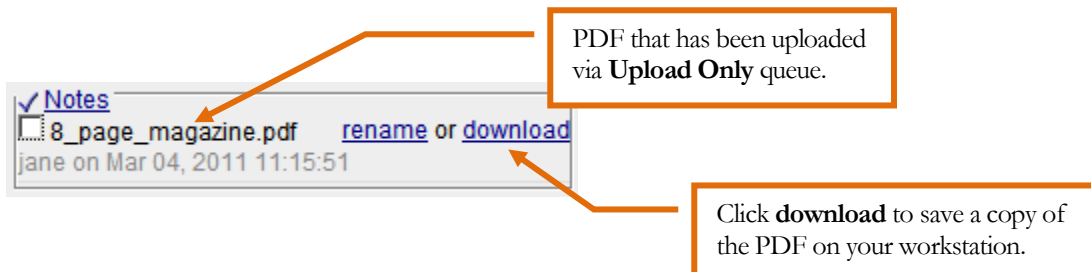 PDF that has been uploaded
via Upload Only queue.
Notes
8_page_magazine.pdf rename or download
jane on Mar 04, 2011 11:15:51
Click download to save a copy of
the PDF on your workstation.